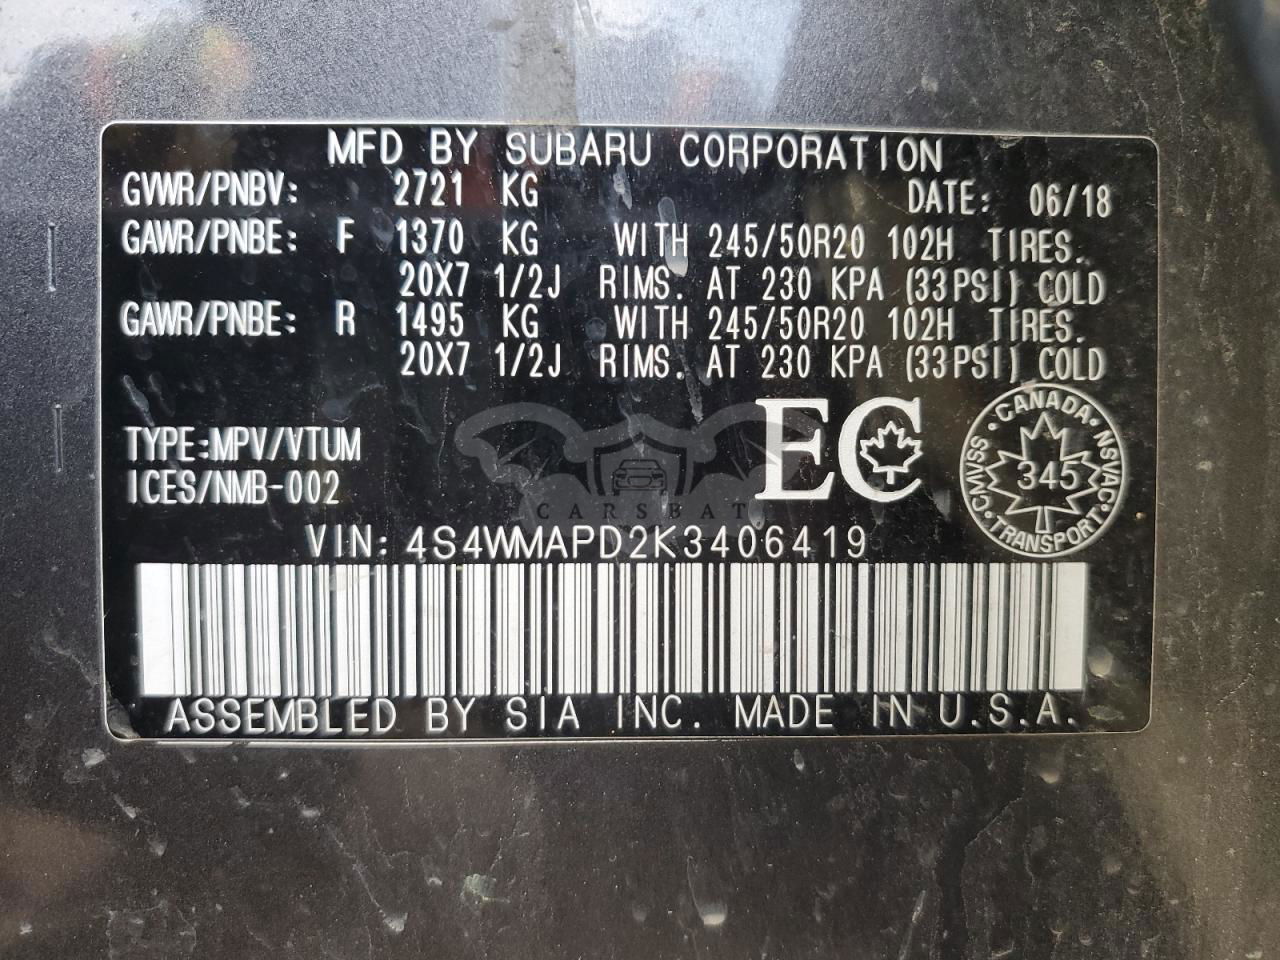 MFD BY SUBARU CORPORATION
GVWR/PNBV: 2721 KG DATE: 06/18
GAWR/PNBE: F 1370 KG WITH 245/50R20 102H TIRES.
20X7 1/2J RIMS. AT 230 KPA (33PSI) COLD
GAWR/PNBE: R 1495 KG WITH 245/50R20 102H TIRES.
20X7 1/2J RIMS. AT 230 KPA (33PSI) COLD
TYPE:MPV/VTUM
ICES/NMB-002
EC
CANADA · NSVAC · TRANSPORT · CMVSS ·
345
CARSBAT
VIN: 4S4WMAPD2K3406419
ASSEMBLED BY SIA INC. MADE IN U.S.A.